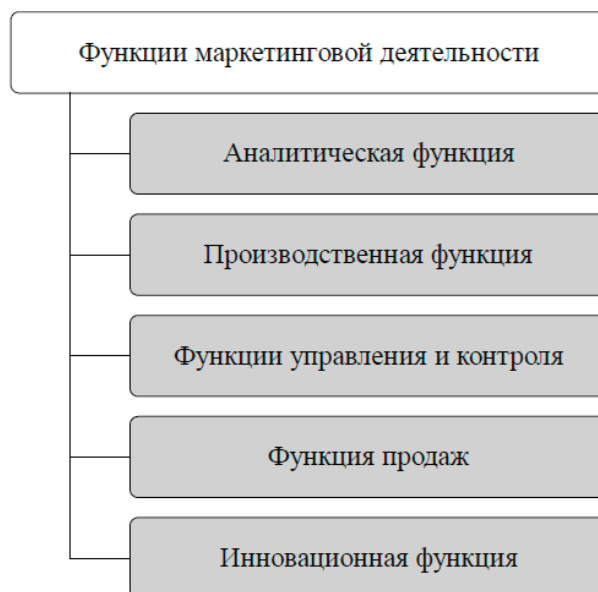 Функции маркетинговой деятельности
Аналитическая функция
Производственная функция
Функции управления и контроля
Функция продаж
Инновационная функция